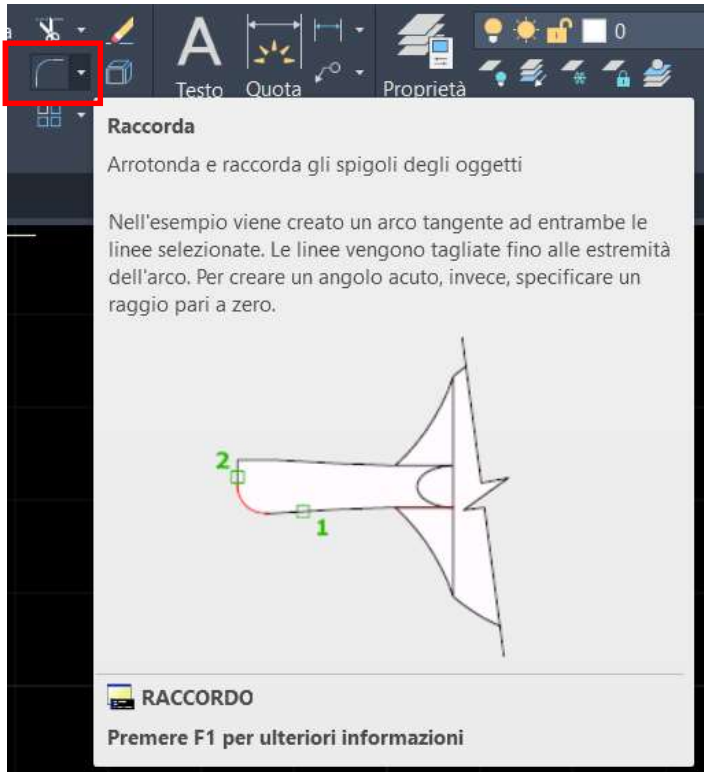 Testo
Quota
Proprietà
0
Raccorda
Arrotonda e raccorda gli spigoli degli oggetti
Nell'esempio viene creato un arco tangente ad entrambe le
linee selezionate. Le linee vengono tagliate fino alle estremità
dell'arco. Per creare un angolo acuto, invece, specificare un
raggio pari a zero.
2
1
RACCORDO
Premere F1 per ulteriori informazioni